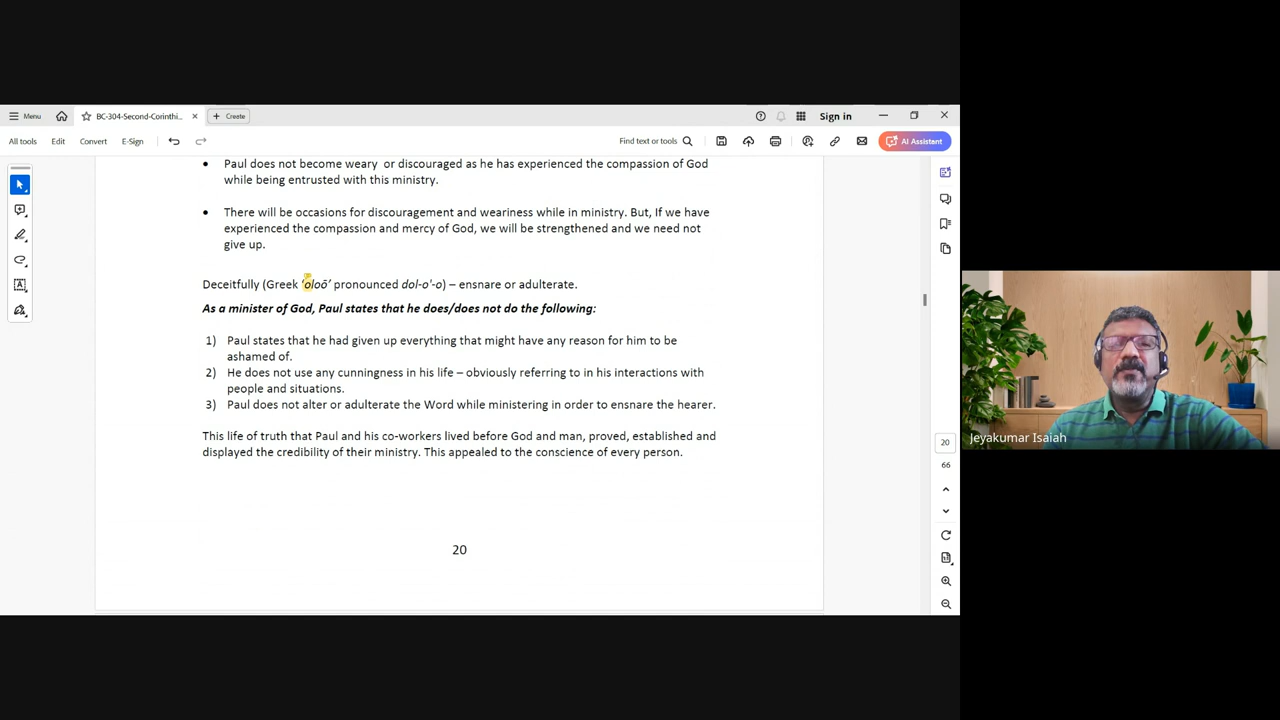 Menu
BC-304-Second-Corinthi...
Create
Sign in
All tools
Edit
Convert
E-Sign
Find text or tools
AI Assistant
• Paul does not become weary or discouraged as he has experienced the compassion of God
while being entrusted with this ministry.
• There will be occasions for discouragement and weariness while in ministry. But, If we have
experienced the compassion and mercy of God, we will be strengthened and we need not
give up.
Deceitfully (Greek ‘oloō’ pronounced dol-o'-o) – ensnare or adulterate.
As a minister of God, Paul states that he does/does not do the following:
1) Paul states that he had given up everything that might have any reason for him to be
ashamed of.
2) He does not use any cunningness in his life – obviously referring to in his interactions with
people and situations.
3) Paul does not alter or adulterate the Word while ministering in order to ensnare the hearer.
This life of truth that Paul and his co-workers lived before God and man, proved, established and
displayed the credibility of their ministry. This appealed to the conscience of every person.
20
20
66
Jeyakumar Isaiah